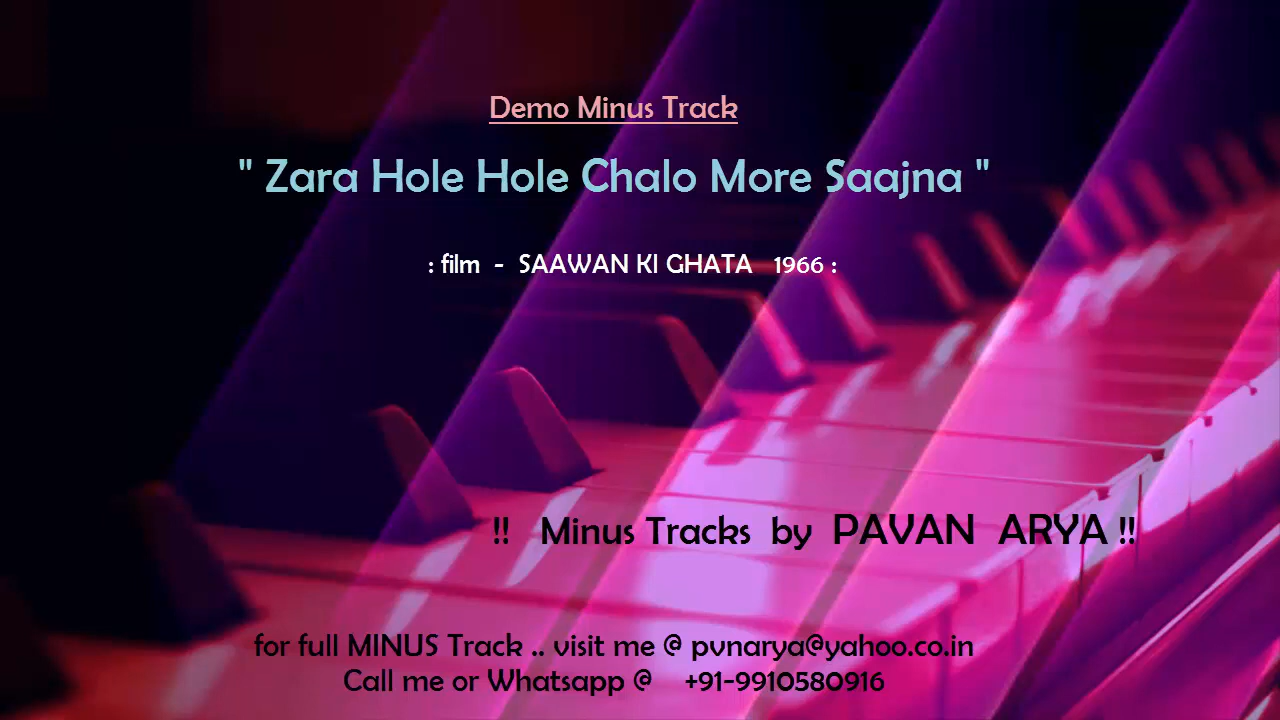 Demo Minus Track
" Zara Hole Hole Chalo More Saajna "
: film - SAAWAN KI GHATA 1966 :
!! Minus Tracks by PAVAN ARYA !!
for full MINUS Track .. visit me @ pvnarya@yahoo.co.in
Call me or Whatsapp @ +91-9910580916